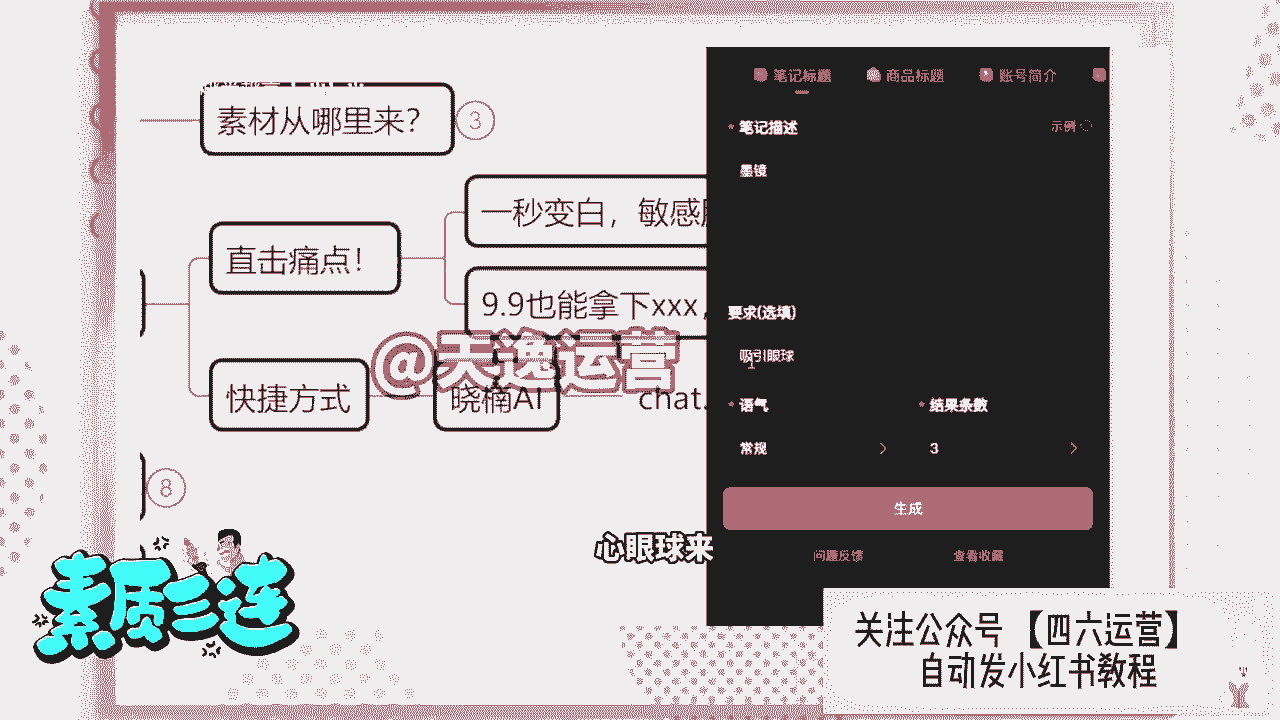 素材从哪里来？
3
直击痛点！
一秒变白，敏感
9.9也能拿下xxx，
快捷方式
晓楠AI
chat.
8
@天逸运营
笔记标题
商品标题
账号简介
* 笔记描述
示例
墨镜
要求(选填)
吸引眼球
* 语气
* 结果条数
常规
3
生成
问题反馈
查看收藏
心眼球来
素质三连
关注公众号【四六运营】
自动发小红书教程